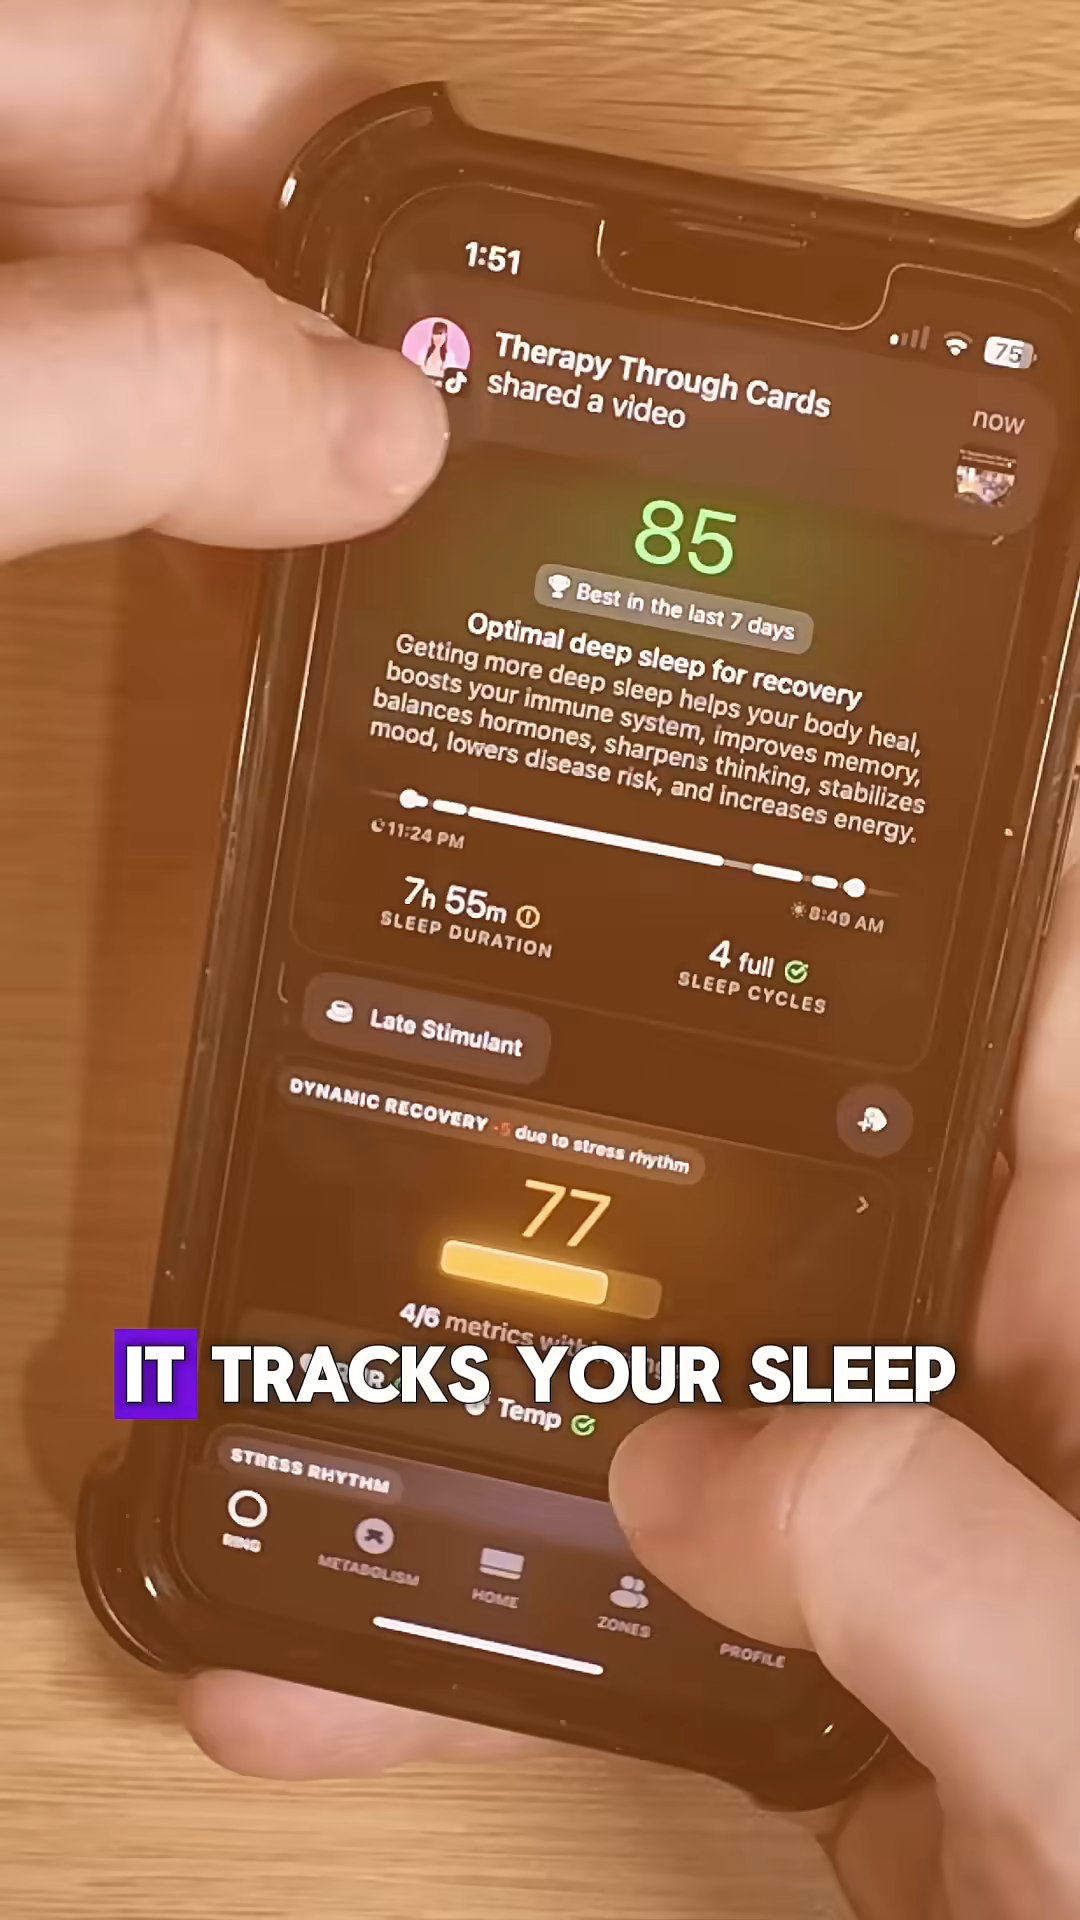 1:51
75
Therapy Through Cards
shared a video
now
85
Best in the last 7 days
Optimal deep sleep for recovery
Getting more deep sleep helps your body heal,
boosts your immune system, improves memory,
balances hormones, sharpens thinking, stabilizes
mood, lowers disease risk, and increases energy.
11:24 PM
8:49 AM
7h 55m
SLEEP DURATION
4 full
SLEEP CYCLES
Late Stimulant
DYNAMIC RECOVERY -5 due to stress rhythm
77
4/6 metrics
IT TRACKS YOUR SLEEP
Temp
STRESS RHYTHM
RING
METABOLISM
HOME
ZONES
PROFILE